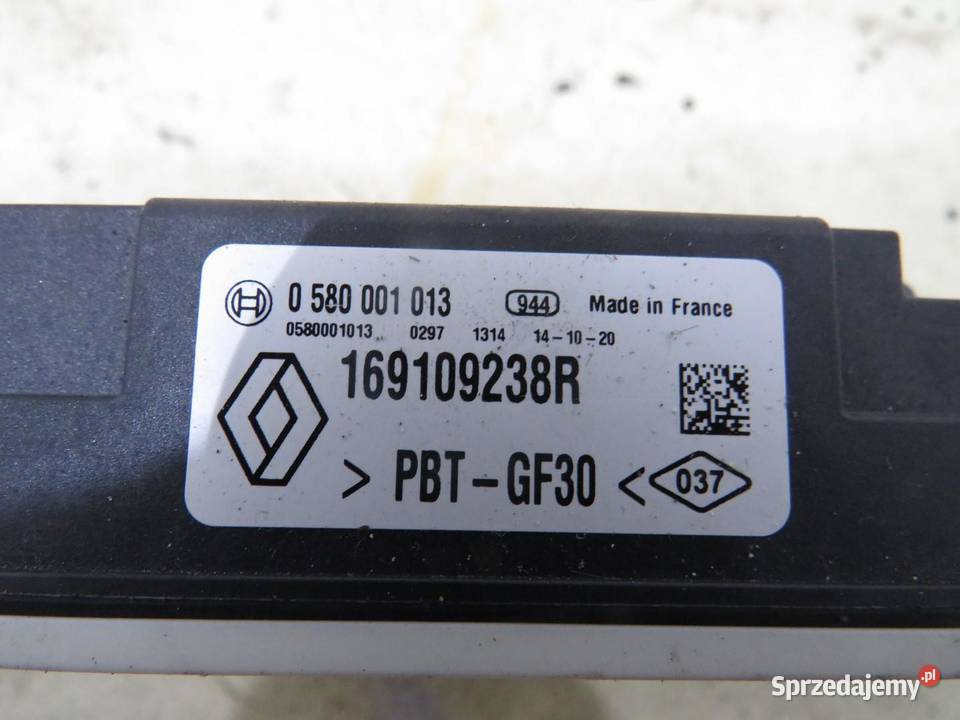 0 580 001 013 944 Made in France
0580001013 0297 1314 14-10-20
169109238R
> PBT - GF30 < 037
Sprzedajemy.pl